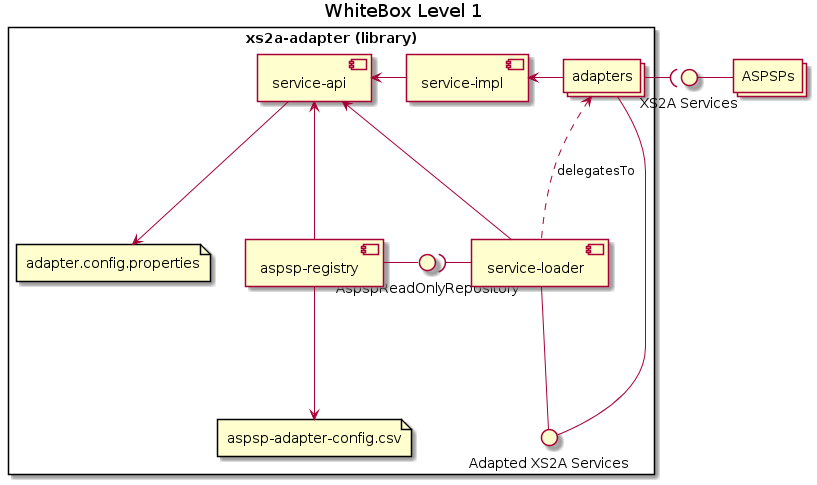 WhiteBox Level 1
xs2a-adapter (library)
service-api
service-impl
adapters
ASPSPs
XS2A Services
delegatesTo
adapter.config.properties
aspsp-registry
service-loader
AspspReadOnlyRepository
aspsp-adapter-config.csv
Adapted XS2A Services